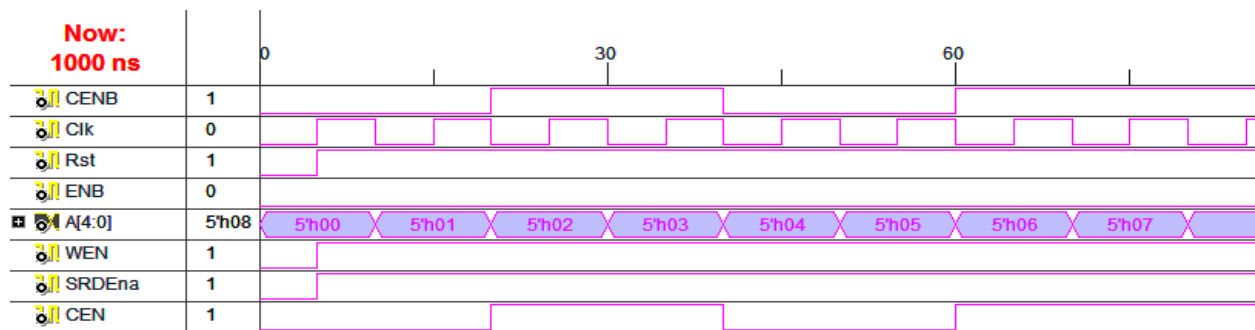 Now:
1000 ns
0 30 60
CENB 1
Clk 0
Rst 1
ENB 0
A[4:0] 5'h08 5'h00 5'h01 5'h02 5'h03 5'h04 5'h05 5'h06 5'h07
WEN 1
SRDEna 1
CEN 1